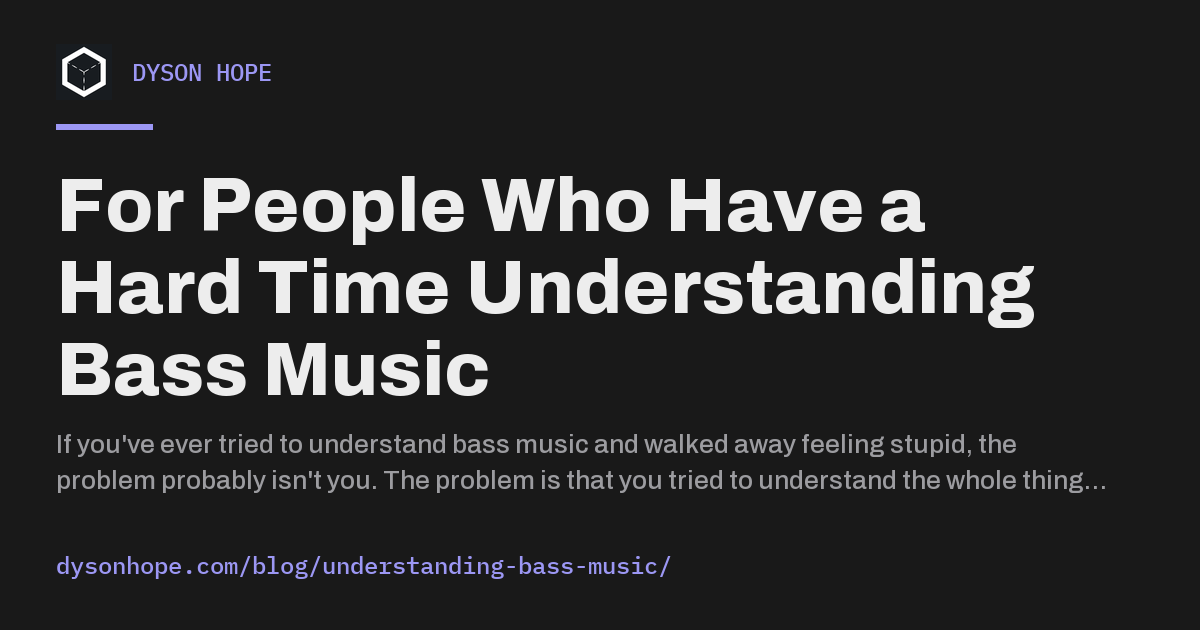 DYSON HOPE
For People Who Have a
Hard Time Understanding
Bass Music
If you've ever tried to understand bass music and walked away feeling stupid, the
problem probably isn't you. The problem is that you tried to understand the whole thing...
dysonhope.com/blog/understanding-bass-music/